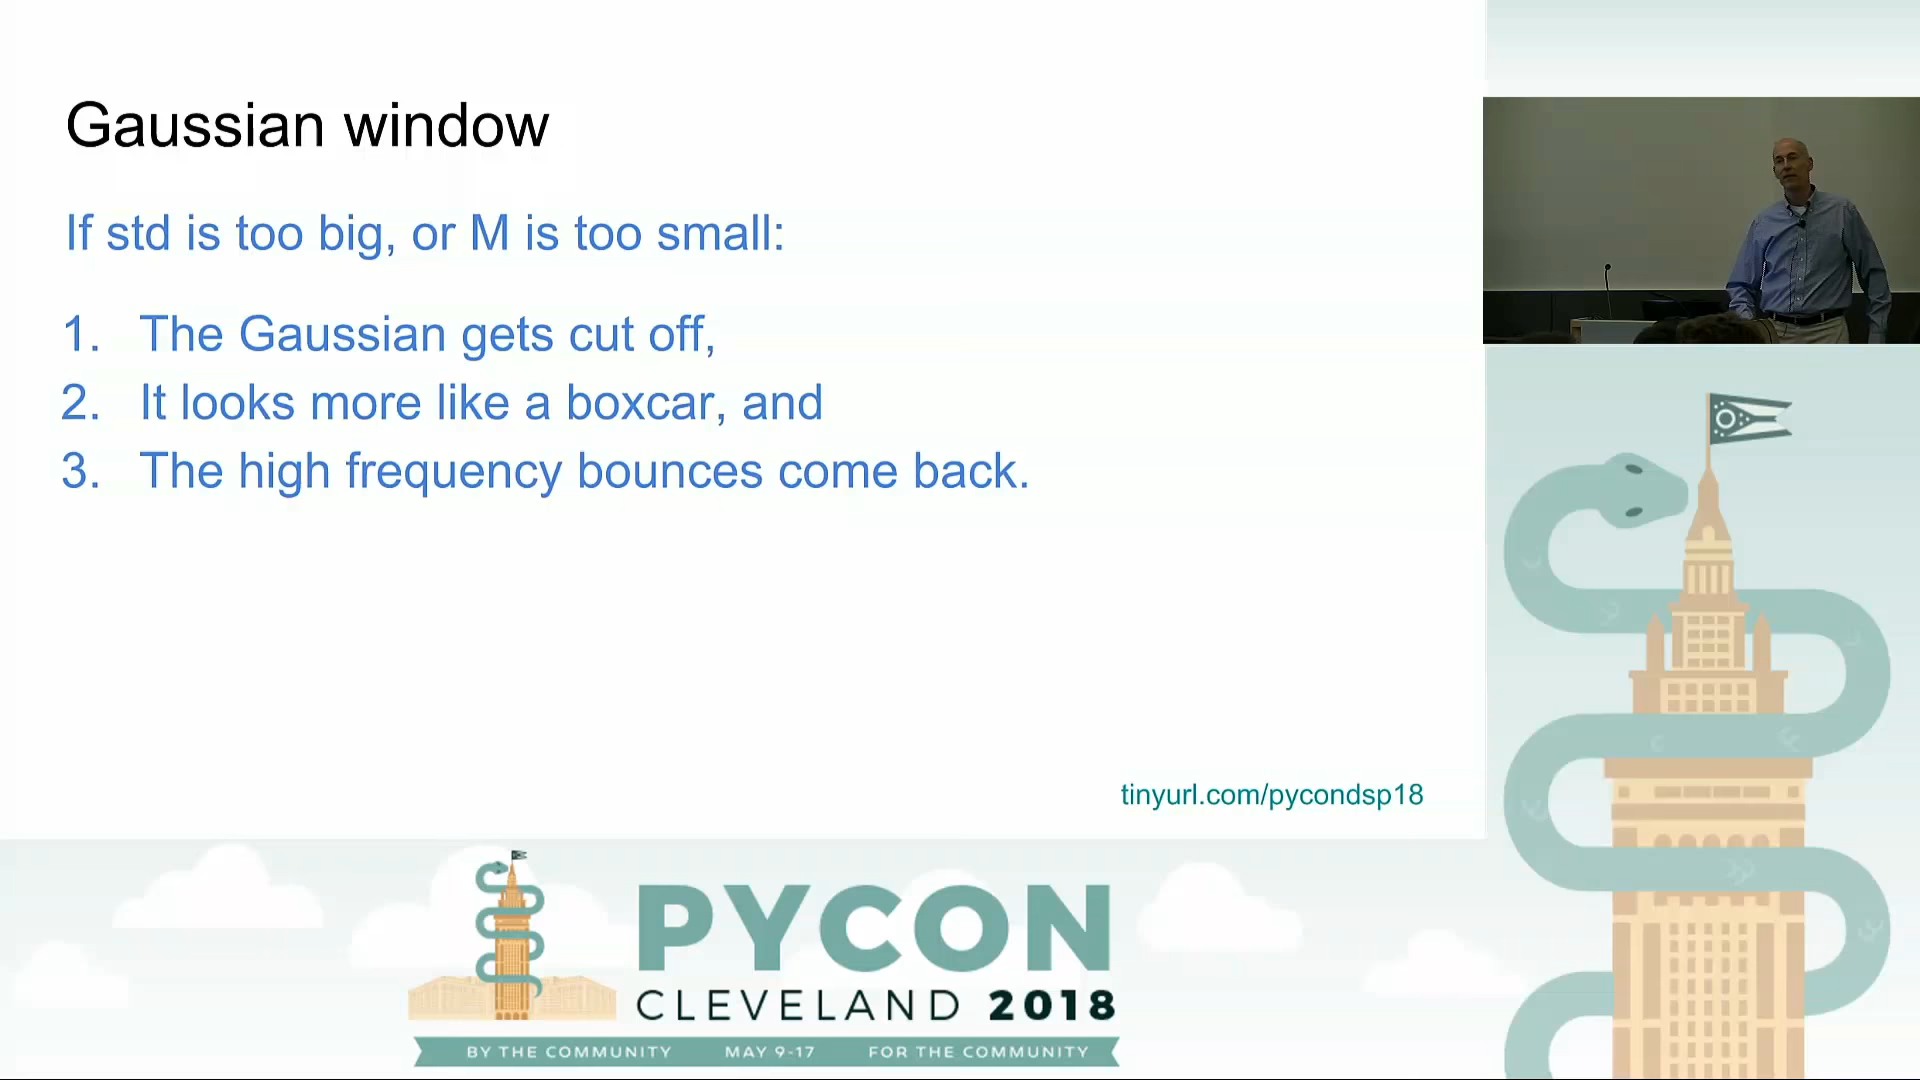 Gaussian window
If std is too big, or M is too small:
1. The Gaussian gets cut off,
2. It looks more like a boxcar, and
3. The high frequency bounces come back.
tinyurl.com/pycondsp18
PYCON
CLEVELAND 2018
BY THE COMMUNITY MAY 9-17 FOR THE COMMUNITY